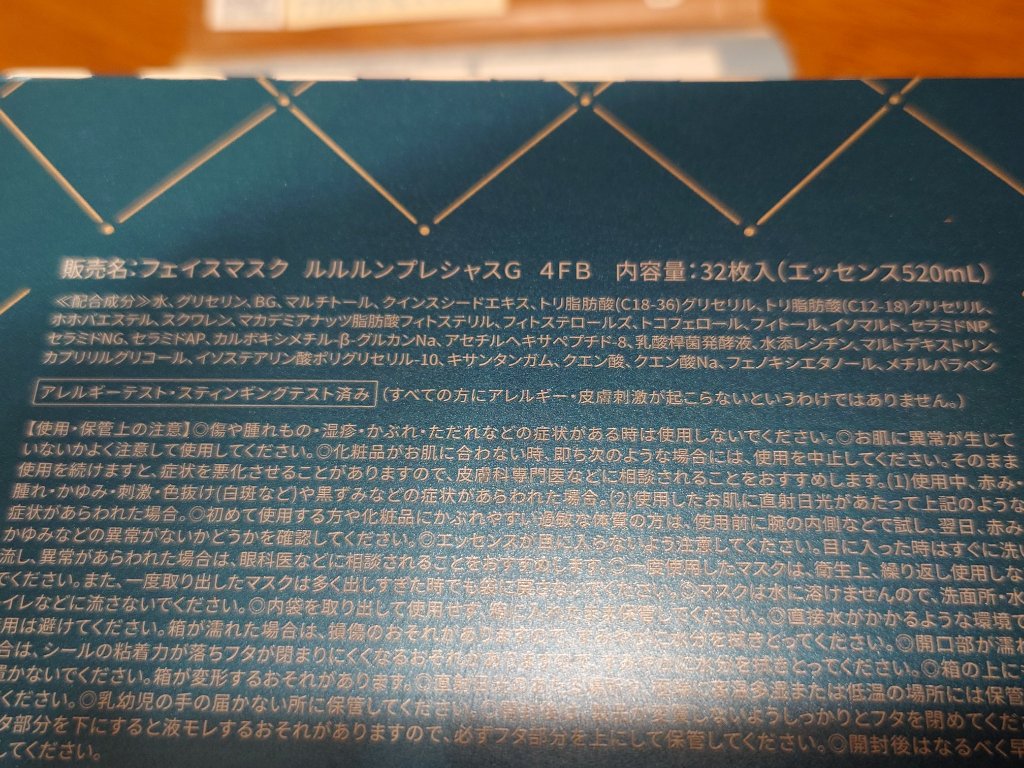 販売名：フェイスマスク ルルルンプレシャスG 4FB 内容量：32枚入（エッセンス520mL）
≪配合成分≫水、グリセリン、BG、マルチトール、クインスシードエキス、トリ脂肪酸(C18-36)グリセリル、トリ脂肪酸(C12-18)グリセリル、
ホホバエステル、スクワレン、マカデミアナッツ脂肪酸フィトステリル、フィトステロールズ、トコフェロール、フィトール、イソマルト、セラミドNP、
セラミドNG、セラミドAP、カルボキシメチル-β-グルカンNa、アセチルヘキサペプチド-8、乳酸桿菌発酵液、水添レシチン、マルトデキストリン、
カプリリルグリコール、イソステアリン酸ポリグリセリル-10、キサンタンガム、クエン酸、クエン酸Na、フェノキシエタノール、メチルパラベン
アレルギーテスト・スティンギングテスト済み（すべての方にアレルギー・皮膚刺激が起こらないというわけではありません。）
【使用・保管上の注意】◎傷や腫れもの・湿疹・かぶれ・ただれなどの症状がある時は使用しないでください。◎お肌に異常が生じて
いないかよく注意して使用してください。◎化粧品がお肌に合わない時、即ち次のような場合には、使用を中止してください。そのまま
使用を続けますと、症状を悪化させることがありますので、皮膚科専門医などに相談されることをおすすめします。(1)使用中、赤み・
腫れ・かゆみ・刺激・色抜け(白斑など)や黒ずみなどの症状があらわれた場合。(2)使用したお肌に直射日光があたって上記のような
症状があらわれた場合。◎初めて使用する方や化粧品にかぶれやすい過敏な体質の方は、使用前に腕の内側などで試し、翌日、赤み
かゆみなどの異常がないかどうかを確認してください。◎エッセンスが目に入らないよう注意してください。目に入った時はすぐに洗い
流し、異常があらわれた場合は、眼科医などに相談されることをおすすめします。◎一度使用したマスクは、衛生上、繰り返し使用しな
でください。また、一度取り出したマスクは多く出しすぎた時でも袋に戻さないでください。◎マスクは水に溶けませんので、洗面所・水
イレなどに流さないでください。◎内袋を取り出して使用せず、箱に入れたまま保管してください。◎直接水がかかるような環境で
用は避けてください。箱が濡れた場合は、損傷のおそれがありますので、すみやかに水分を拭きとってください。◎開口部が濡れ
合は、シールの粘着力が落ちフタが閉まりにくくなるおそれがありますので、すみやかに水分を拭きとってください。◎箱の上に
置かないでください。箱が変形するおそれがあります。◎直射日光のあたる場所 多湿または低温の場所には保管
ください。◎乳幼児の手の届かない所に保管してください。 ようしっかりとフタを閉めてくだ
タ部分を下にすると液モレするおそれがありますので、必ずフタ部分を上にして保管してください。◎開封後はなるべく早
してください。